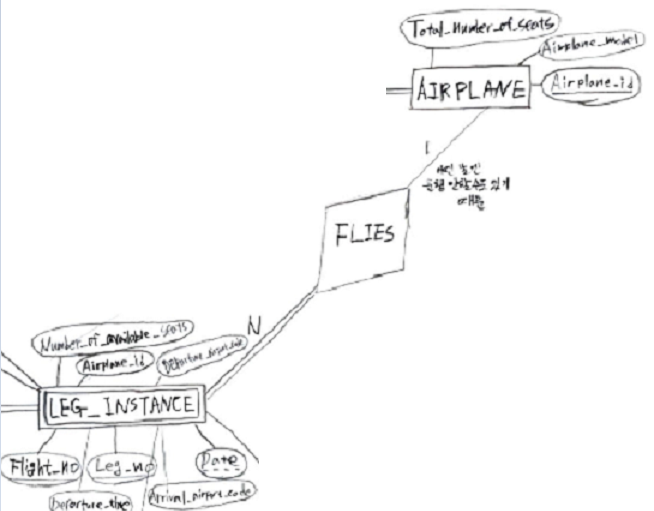 Total_Number_of_seats
Airplane_model
AIRPLANE
Airplane_id
1
FLIES
N
Number_of_available_seats
Airplane_id
LEG_INSTANCE
Flight_no
Leg_no
Date
Departure_time
Arrival_airport_code